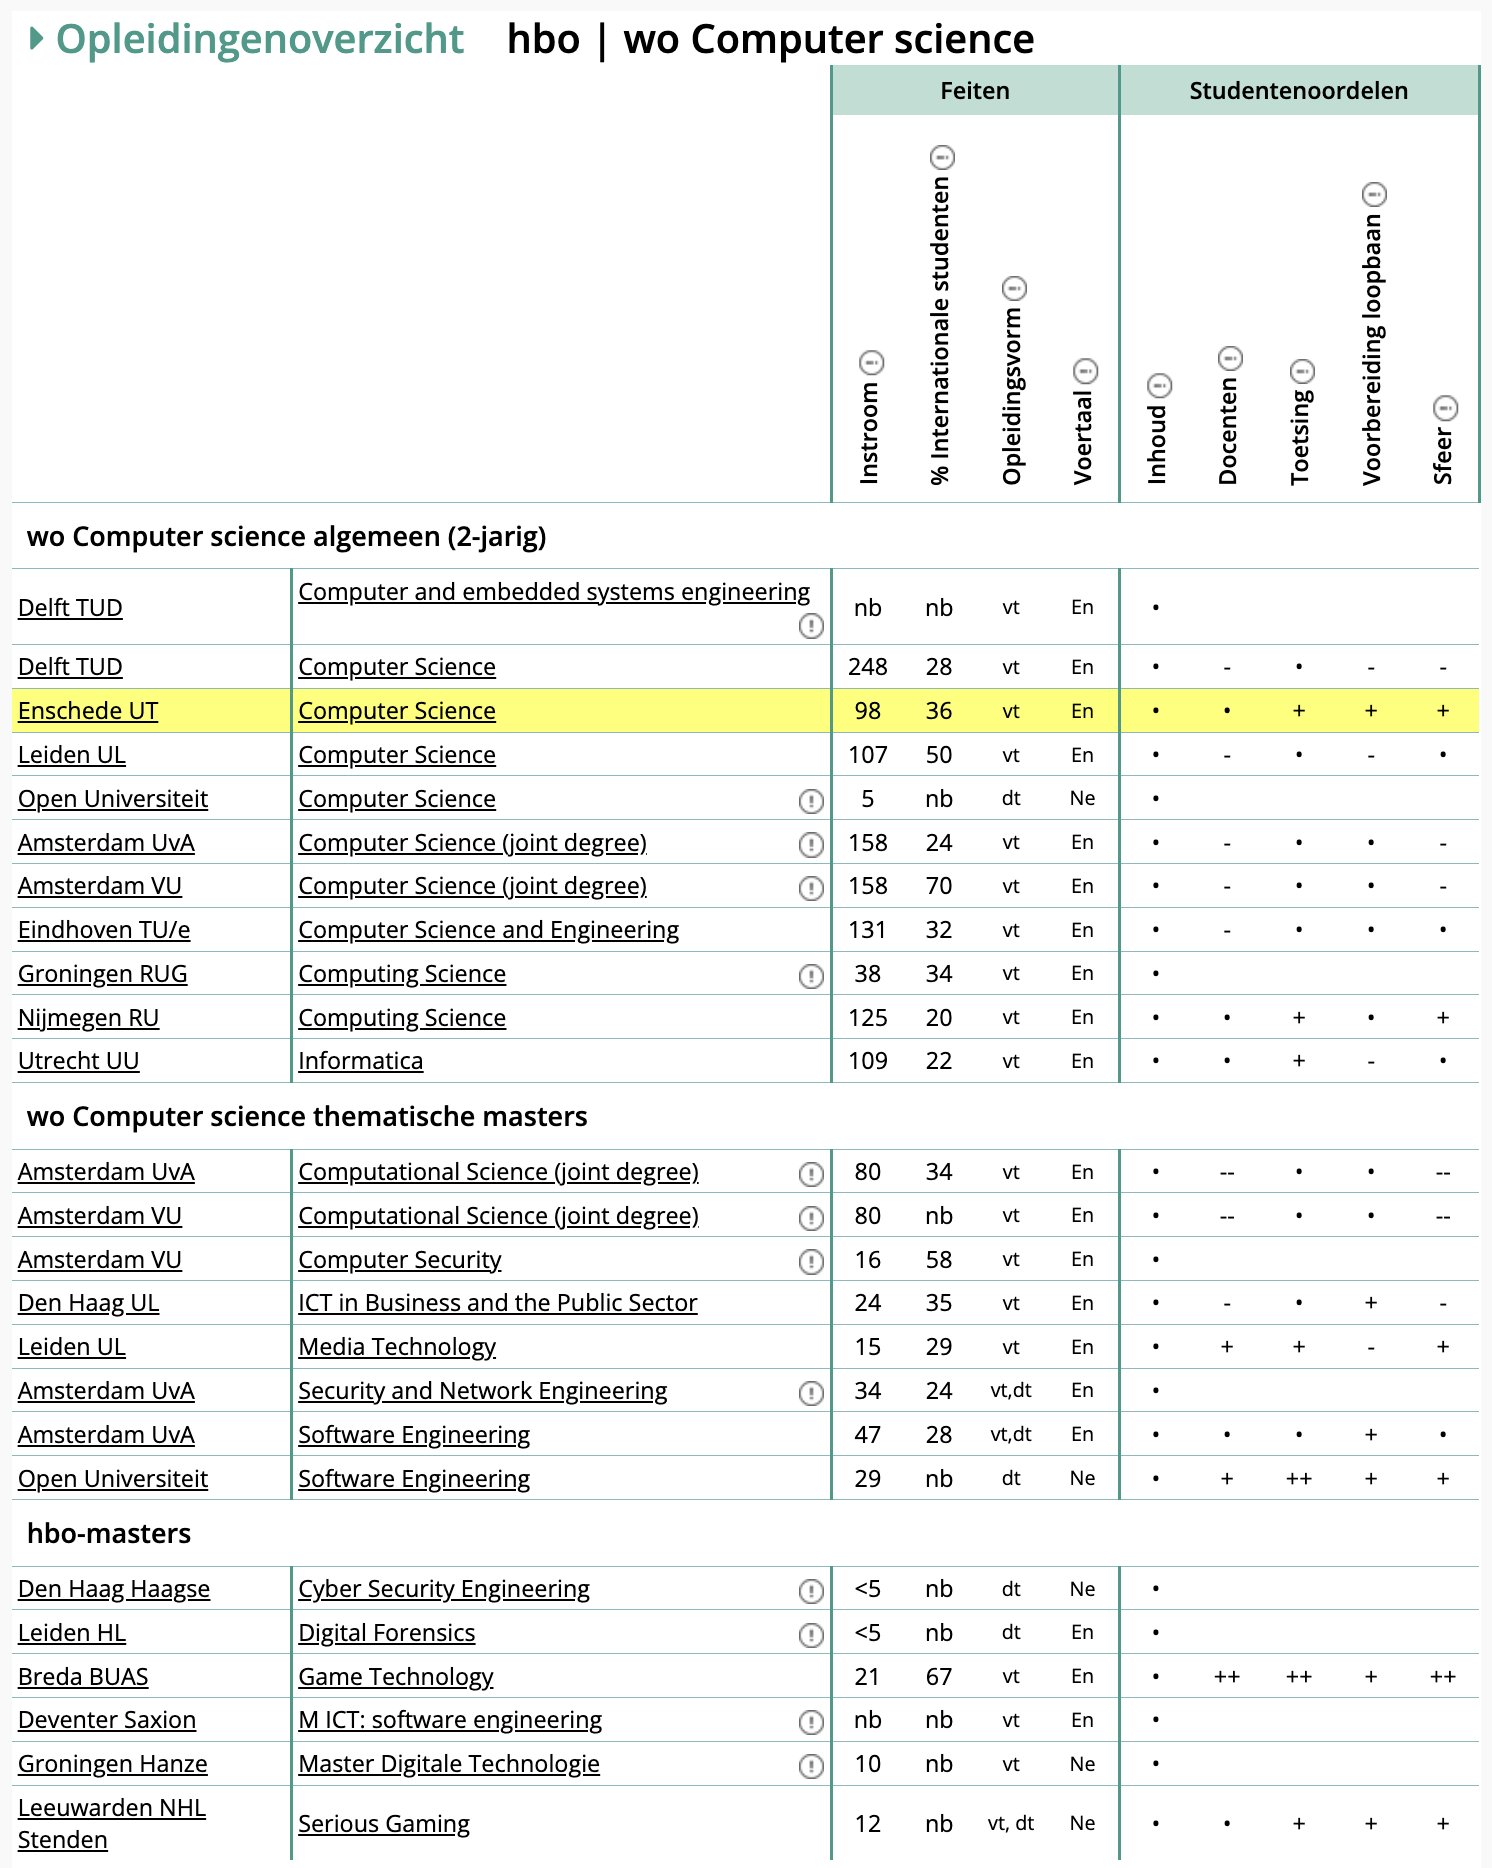 Opleidingenoverzicht hbo | wo Computer science
Feiten Studentenoordelen
Instroom % Internationale studenten Opleidingsvorm Voertaal Inhoud Docenten Toetsing Voorbereiding loopbaan Sfeer
wo Computer science algemeen (2-jarig)
Delft TUD Computer and embedded systems engineering nb nb vt En •
Delft TUD Computer Science 248 28 vt En • - • - -
Enschede UT Computer Science 98 36 vt En • • + + +
Leiden UL Computer Science 107 50 vt En • - • - •
Open Universiteit Computer Science 5 nb dt Ne •
Amsterdam UvA Computer Science (joint degree) 158 24 vt En • - • • -
Amsterdam VU Computer Science (joint degree) 158 70 vt En • - • • -
Eindhoven TU/e Computer Science and Engineering 131 32 vt En • - • • •
Groningen RUG Computing Science 38 34 vt En •
Nijmegen RU Computing Science 125 20 vt En • • + • +
Utrecht UU Informatica 109 22 vt En • • + - •
wo Computer science thematische masters
Amsterdam UvA Computational Science (joint degree) 80 34 vt En • -- • • --
Amsterdam VU Computational Science (joint degree) 80 nb vt En • -- • • --
Amsterdam VU Computer Security 16 58 vt En •
Den Haag UL ICT in Business and the Public Sector 24 35 vt En • - • + -
Leiden UL Media Technology 15 29 vt En • + + - +
Amsterdam UvA Security and Network Engineering 34 24 vt,dt En •
Amsterdam UvA Software Engineering 47 28 vt,dt En • • • + •
Open Universiteit Software Engineering 29 nb dt Ne • + ++ + +
hbo-masters
Den Haag Haagse Cyber Security Engineering <5 nb dt Ne •
Leiden HL Digital Forensics <5 nb dt En •
Breda BUAS Game Technology 21 67 vt En • ++ ++ + ++
Deventer Saxion M ICT: software engineering nb nb vt En •
Groningen Hanze Master Digitale Technologie 10 nb vt Ne •
Leeuwarden NHL
Stenden Serious Gaming 12 nb vt, dt Ne • • + + +